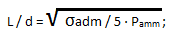 L / d = √ σadm / 5 · Pamm ;